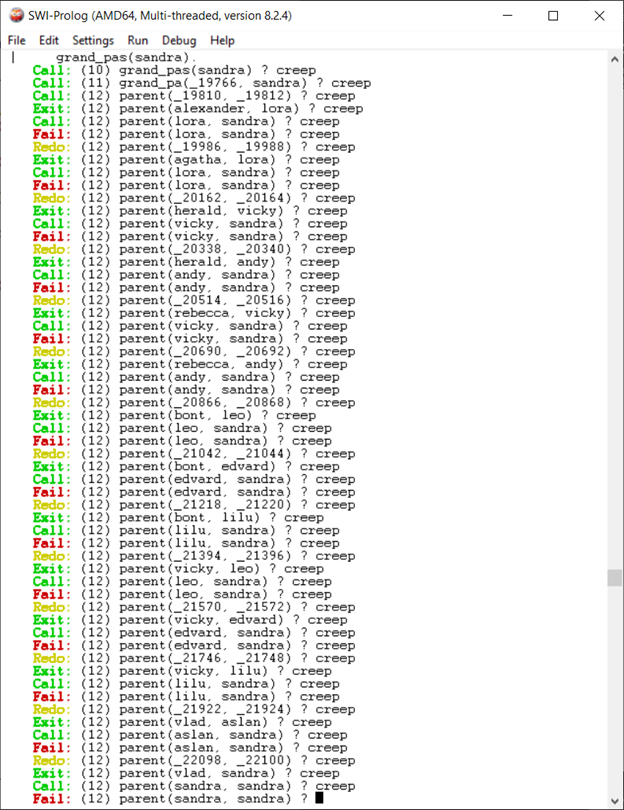 SWI-Prolog (AMD64, Multi-threaded, version 8.2.4)
File Edit Settings Run Debug Help
|     grand_pas(sandra).
Call: (10) grand_pas(sandra) ? creep
Call: (11) grand_pa(_19766, sandra) ? creep
Call: (12) parent(_19810, _19812) ? creep
Exit: (12) parent(alexander, lora) ? creep
Call: (12) parent(lora, sandra) ? creep
Fail: (12) parent(lora, sandra) ? creep
Redo: (12) parent(_19986, _19988) ? creep
Exit: (12) parent(agatha, lora) ? creep
Call: (12) parent(lora, sandra) ? creep
Fail: (12) parent(lora, sandra) ? creep
Redo: (12) parent(_20162, _20164) ? creep
Exit: (12) parent(herald, vicky) ? creep
Call: (12) parent(vicky, sandra) ? creep
Fail: (12) parent(vicky, sandra) ? creep
Redo: (12) parent(_20338, _20340) ? creep
Exit: (12) parent(herald, andy) ? creep
Call: (12) parent(andy, sandra) ? creep
Fail: (12) parent(andy, sandra) ? creep
Redo: (12) parent(_20514, _20516) ? creep
Exit: (12) parent(rebecca, vicky) ? creep
Call: (12) parent(vicky, sandra) ? creep
Fail: (12) parent(vicky, sandra) ? creep
Redo: (12) parent(_20690, _20692) ? creep
Exit: (12) parent(rebecca, andy) ? creep
Call: (12) parent(andy, sandra) ? creep
Fail: (12) parent(andy, sandra) ? creep
Redo: (12) parent(_20866, _20868) ? creep
Exit: (12) parent(bont, leo) ? creep
Call: (12) parent(leo, sandra) ? creep
Fail: (12) parent(leo, sandra) ? creep
Redo: (12) parent(_21042, _21044) ? creep
Exit: (12) parent(bont, edvard) ? creep
Call: (12) parent(edvard, sandra) ? creep
Fail: (12) parent(edvard, sandra) ? creep
Redo: (12) parent(_21218, _21220) ? creep
Exit: (12) parent(bont, lilu) ? creep
Call: (12) parent(lilu, sandra) ? creep
Fail: (12) parent(lilu, sandra) ? creep
Redo: (12) parent(_21394, _21396) ? creep
Exit: (12) parent(vicky, leo) ? creep
Call: (12) parent(leo, sandra) ? creep
Fail: (12) parent(leo, sandra) ? creep
Redo: (12) parent(_21570, _21572) ? creep
Exit: (12) parent(vicky, edvard) ? creep
Call: (12) parent(edvard, sandra) ? creep
Fail: (12) parent(edvard, sandra) ? creep
Redo: (12) parent(_21746, _21748) ? creep
Exit: (12) parent(vicky, lilu) ? creep
Call: (12) parent(lilu, sandra) ? creep
Fail: (12) parent(lilu, sandra) ? creep
Redo: (12) parent(_21922, _21924) ? creep
Exit: (12) parent(vlad, aslan) ? creep
Call: (12) parent(aslan, sandra) ? creep
Fail: (12) parent(aslan, sandra) ? creep
Redo: (12) parent(_22098, _22100) ? creep
Exit: (12) parent(vlad, sandra) ? creep
Call: (12) parent(sandra, sandra) ? creep
Fail: (12) parent(sandra, sandra) ?